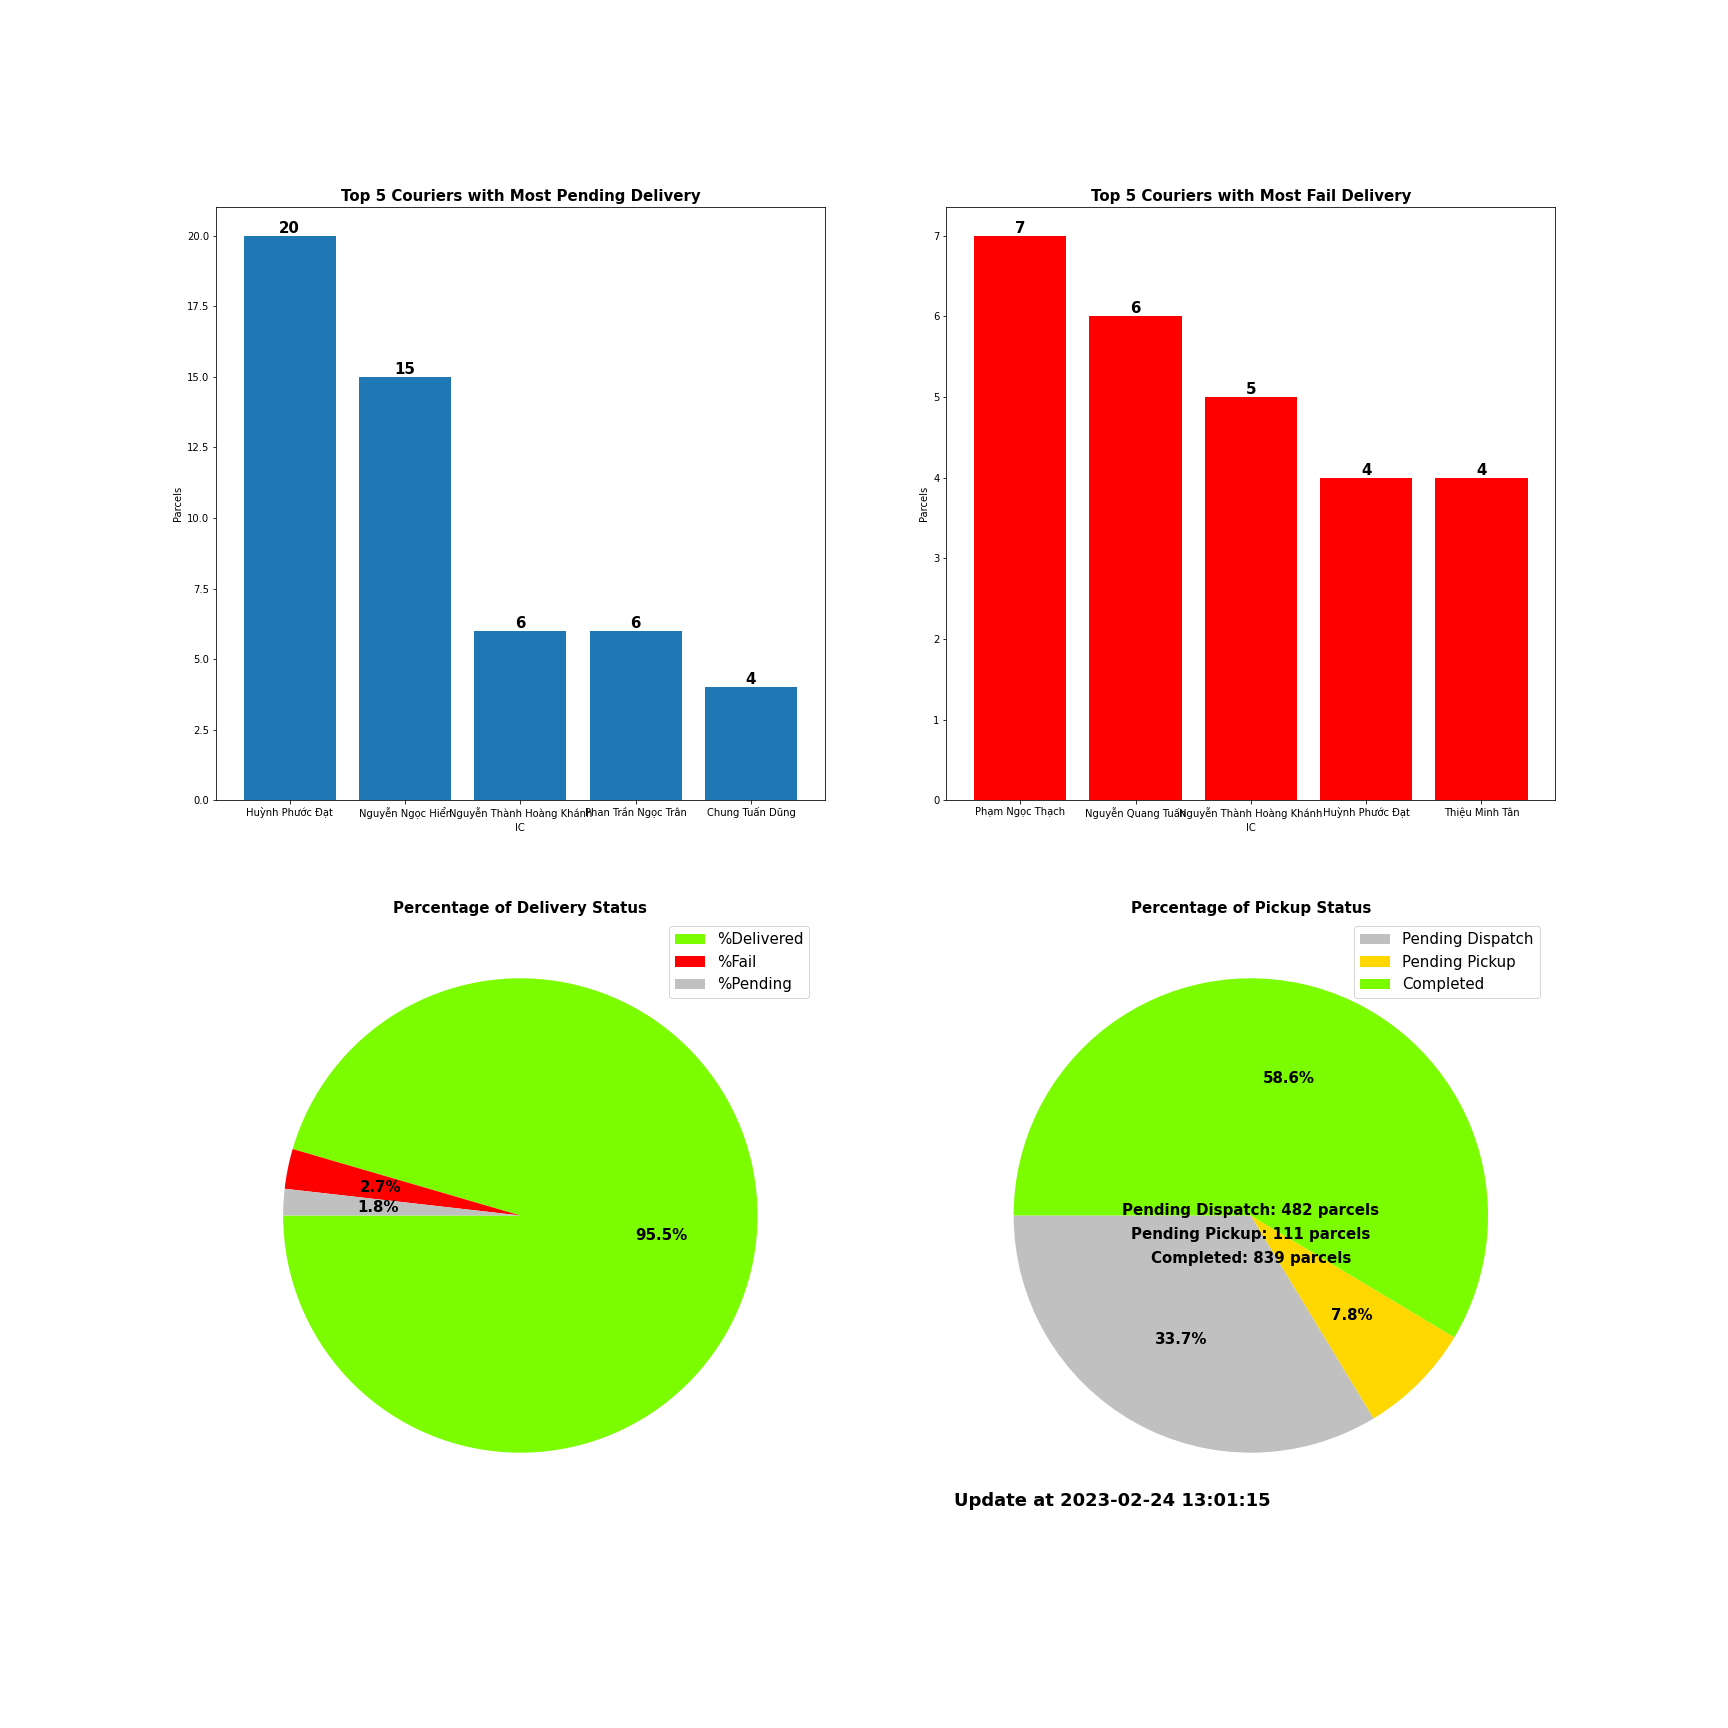 Top 5 Couriers with Most Pending Delivery
20
15
6
6
4
20.0
17.5
15.0
12.5
10.0
7.5
5.0
2.5
0.0
Parcels
Huỳnh Phước Đạt
Nguyễn Ngọc Hiển
Nguyễn Thành Hoàng Khánh
Phan Trần Ngọc Trân
Chung Tuấn Dũng
IC
Top 5 Couriers with Most Fail Delivery
7
6
5
4
4
7
6
5
4
3
2
1
0
Parcels
Phạm Ngọc Thạch
Nguyễn Quang Tuấn
Nguyễn Thành Hoàng Khánh
Huỳnh Phước Đạt
Thiệu Minh Tân
IC
Percentage of Delivery Status
%Delivered
%Fail
%Pending
2.7%
1.8%
95.5%
Percentage of Pickup Status
Pending Dispatch
Pending Pickup
Completed
58.6%
Pending Dispatch: 482 parcels
Pending Pickup: 111 parcels
Completed: 839 parcels
7.8%
33.7%
Update at 2023-02-24 13:01:15